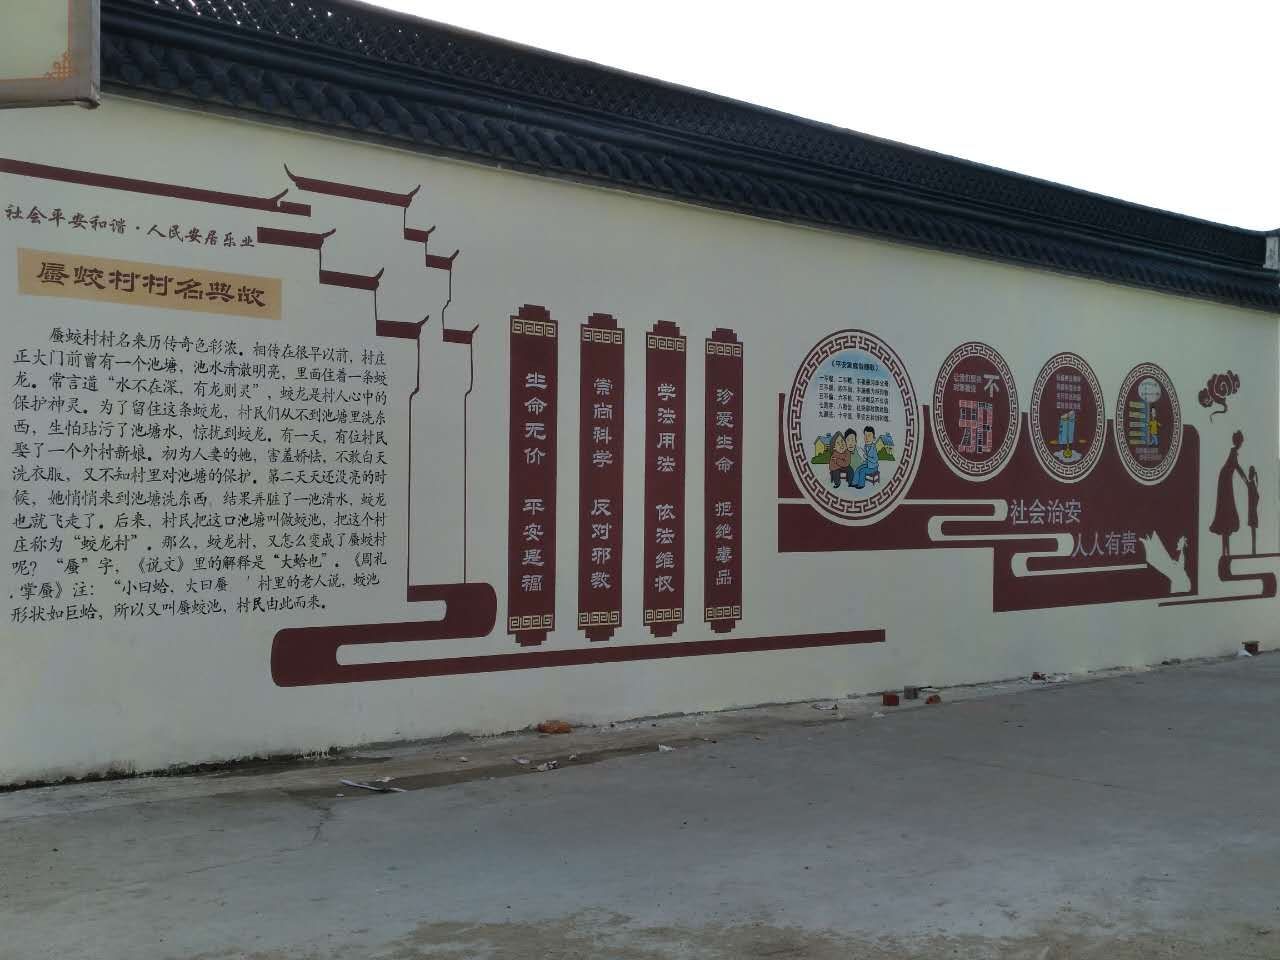 社会平安和谐·人民安居乐业
蜃蛟村村名典故
蜃蛟村村名来历传奇色彩浓。相传在很早以前，村庄
正大门前曾有一个池塘，池水清澈明亮，里面住着一条蛟
龙。常言道“水不在深，有龙则灵”，蛟龙是村人心中的
保护神灵。为了留住这条蛟龙，村民们从不到池塘里洗东
西，生怕玷污了池塘水，惊扰到蛟龙。有一天，有位村民
娶了一个外村新娘。初为人妻的她，害羞娇怯，不敢白天
洗衣服，又不知村里对池塘的保护。第二天天还没亮的时
候，她悄悄来到池塘洗东西，结果弄脏了一池清水，蛟龙
也就飞走了。后来，村民把这口池塘叫做蛟池，把这个村
庄称为“蛟龙村”。那么，蛟龙村、又怎么变成了蜃蛟村
呢？“蜃”字，《说文》里的解释是“大蛤也”。《周礼
.掌蜃》注：“小曰蛤、大曰蜃 ' 村里的老人说，蛟池
形状如巨蛤，所以又叫蜃蛟池，村民由此而来。
生命无价 平安是福
崇尚科学 反对邪教
学法用法 依法维权
珍爱生命 拒绝毒品
《平安家庭每提歌》
不
社会治安
人人有责